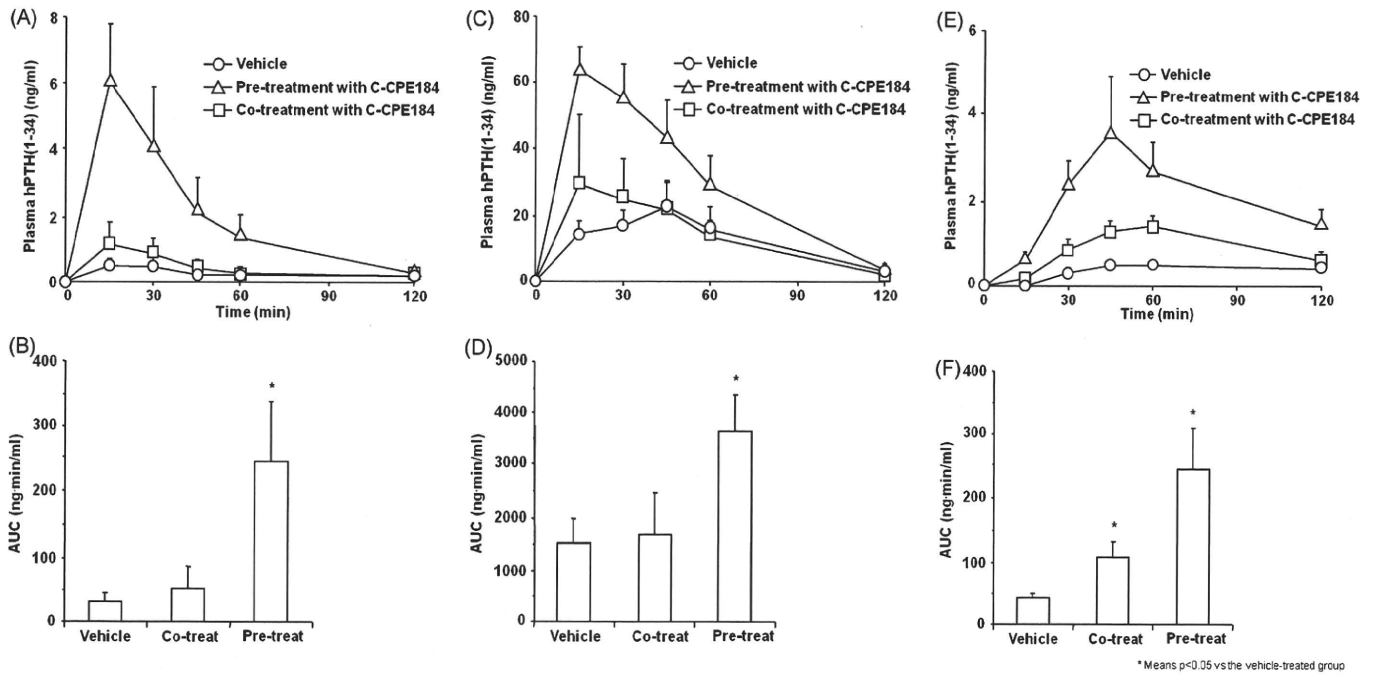 (A)
Plasma hPTH(1-34) (ng/ml)
8
6
4
2
0
Vehicle
Pre-treatment with C-CPE184
Co-treatment with C-CPE184
0 30 60 90 120
Time (min)
(C)
Plasma hPTH(1-34) (ng/ml)
80
60
40
20
0
Vehicle
Pre-treatment with C-CPE184
Co-treatment with C-CPE184
0 30 60 90 120
Time (min)
(E)
Plasma hPTH(1-34) (ng/ml)
6
4
2
0
Vehicle
Pre-treatment with C-CPE184
Co-treatment with C-CPE184
0 30 60 90 120
Time (min)
(B)
AUC (ng·min/ml)
400
300
200
100
0
*
Vehicle Co-treat Pre-treat
(D)
AUC (ng·min/ml)
5000
4000
3000
2000
1000
0
*
Vehicle Co-treat Pre-treat
(F)
AUC (ng·min/ml)
400
300
200
100
0
*
*
Vehicle Co-treat Pre-treat
* Means p<0.05 vs the vehicle-treated group